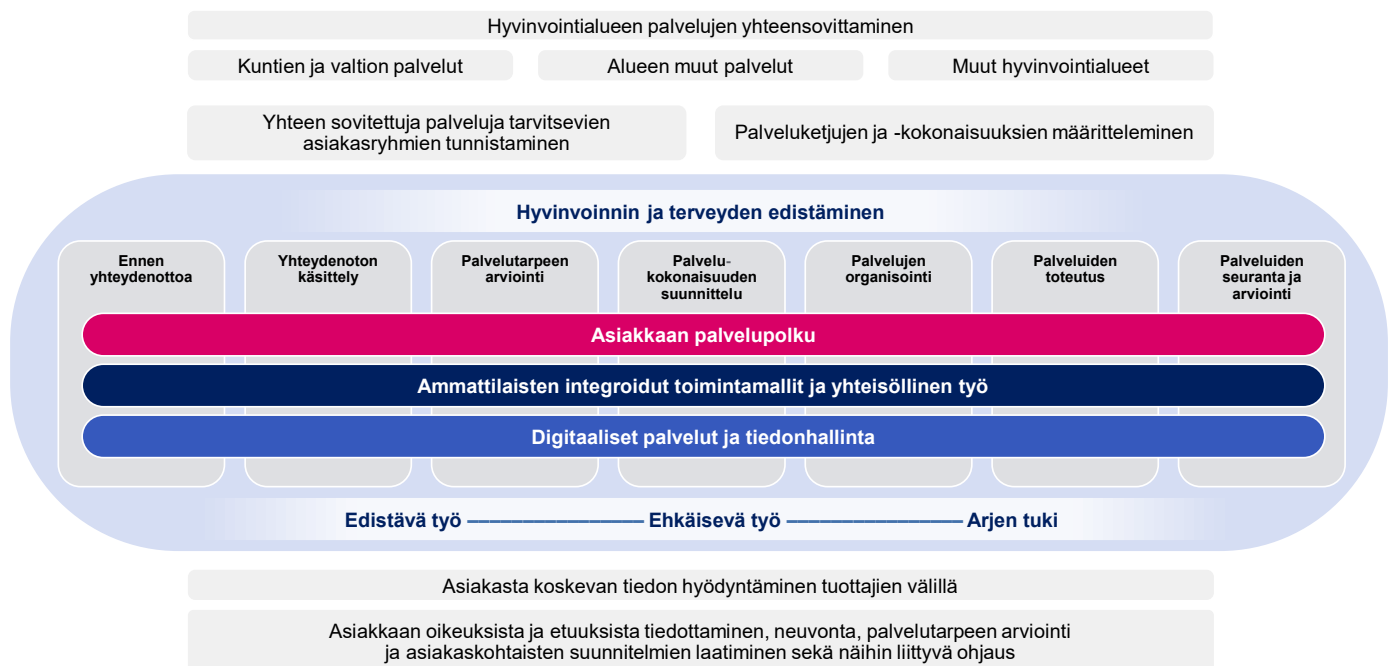 Hyvinvointialueen palvelujen yhteensovittaminen
Kuntien ja valtion palvelut
Alueen muut palvelut
Muut hyvinvointialueet
Yhteen sovitettuja palveluja tarvitsevien
asiakasryhmien tunnistaminen
Palveluketjujen ja -kokonaisuuksien määritteleminen
Hyvinvoinnin ja terveyden edistäminen
Ennen
yhteydenottoa
Yhteydenoton
käsittely
Palvelutarpeen
arviointi
Palvelu-
kokonaisuuden
suunnittelu
Palvelujen
organisointi
Palveluiden
toteutus
Palveluiden
seuranta ja
arviointi
Asiakkaan palvelupolku
Ammattilaisten integroidut toimintamallit ja yhteisöllinen työ
Digitaaliset palvelut ja tiedonhallinta
Edistävä työ
Ehkäisevä työ
Arjen tuki
Asiakasta koskevan tiedon hyödyntäminen tuottajien välillä
Asiakkaan oikeuksista ja etuuksista tiedottaminen, neuvonta, palvelutarpeen arviointi
ja asiakaskohtaisten suunnitelmien laatiminen sekä näihin liittyvä ohjaus